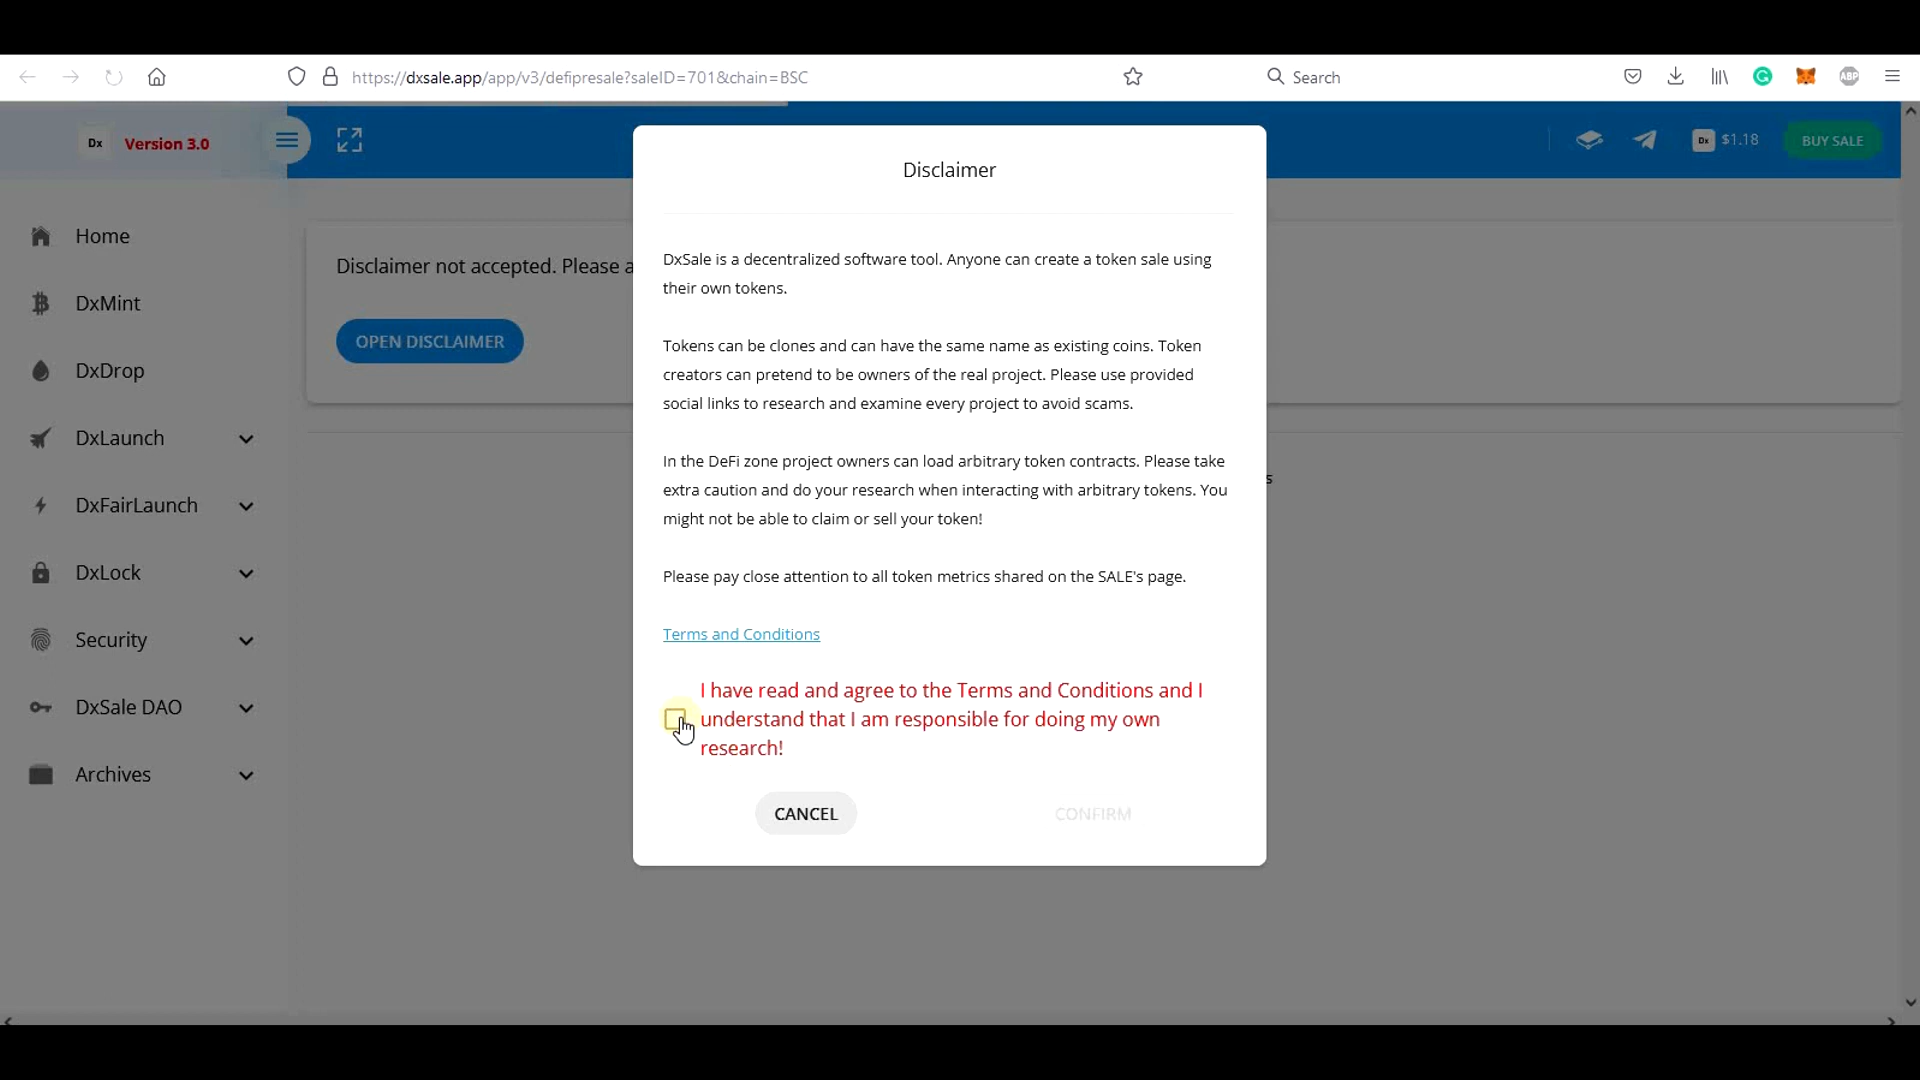 https://dxsale.app/app/v3/defipresale?saleID=701&chain=BSC
Search
ABP
Dx
Version 3.0
Dx
$1.18
BUY SALE
Home
DxMint
DxDrop
DxLaunch
DxFairLaunch
DxLock
Security
DxSale DAO
Archives
Disclaimer not accepted. Please a
OPEN DISCLAIMER
s
Disclaimer
DxSale is a decentralized software tool. Anyone can create a token sale using
their own tokens.
Tokens can be clones and can have the same name as existing coins. Token
creators can pretend to be owners of the real project. Please use provided
social links to research and examine every project to avoid scams.
In the DeFi zone project owners can load arbitrary token contracts. Please take
extra caution and do your research when interacting with arbitrary tokens. You
might not be able to claim or sell your token!
Please pay close attention to all token metrics shared on the SALE's page.
Terms and Conditions
I have read and agree to the Terms and Conditions and I
understand that I am responsible for doing my own
research!
CANCEL
CONFIRM